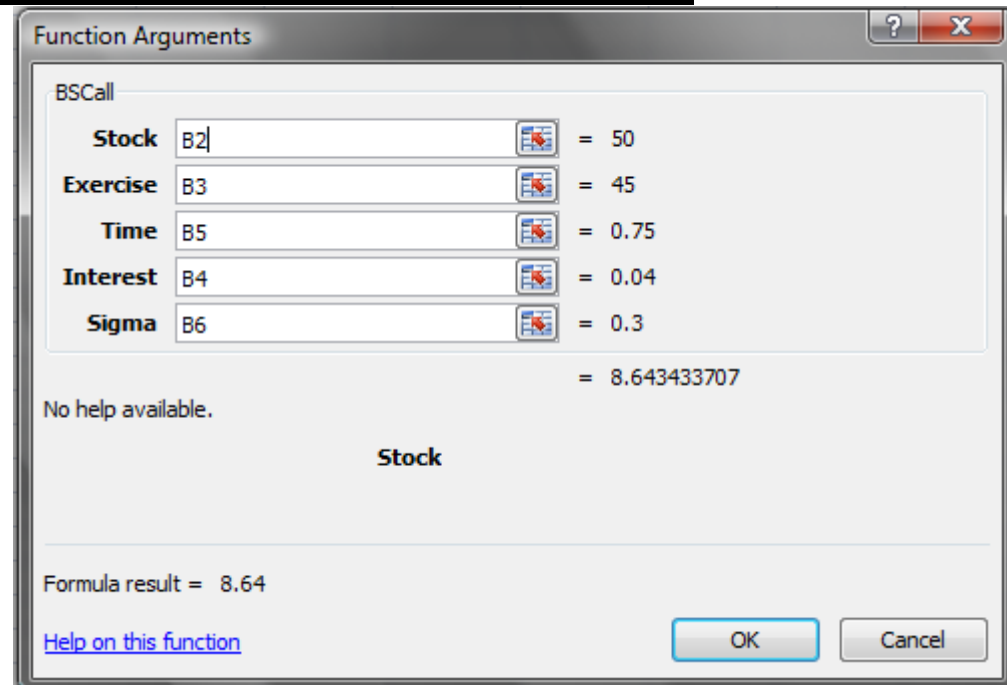 Function Arguments
?
X
BSCall
Stock B2 = 50
Exercise B3 = 45
Time B5 = 0.75
Interest B4 = 0.04
Sigma B6 = 0.3
= 8.643433707
No help available.
Stock
Formula result = 8.64
Help on this function
OK Cancel